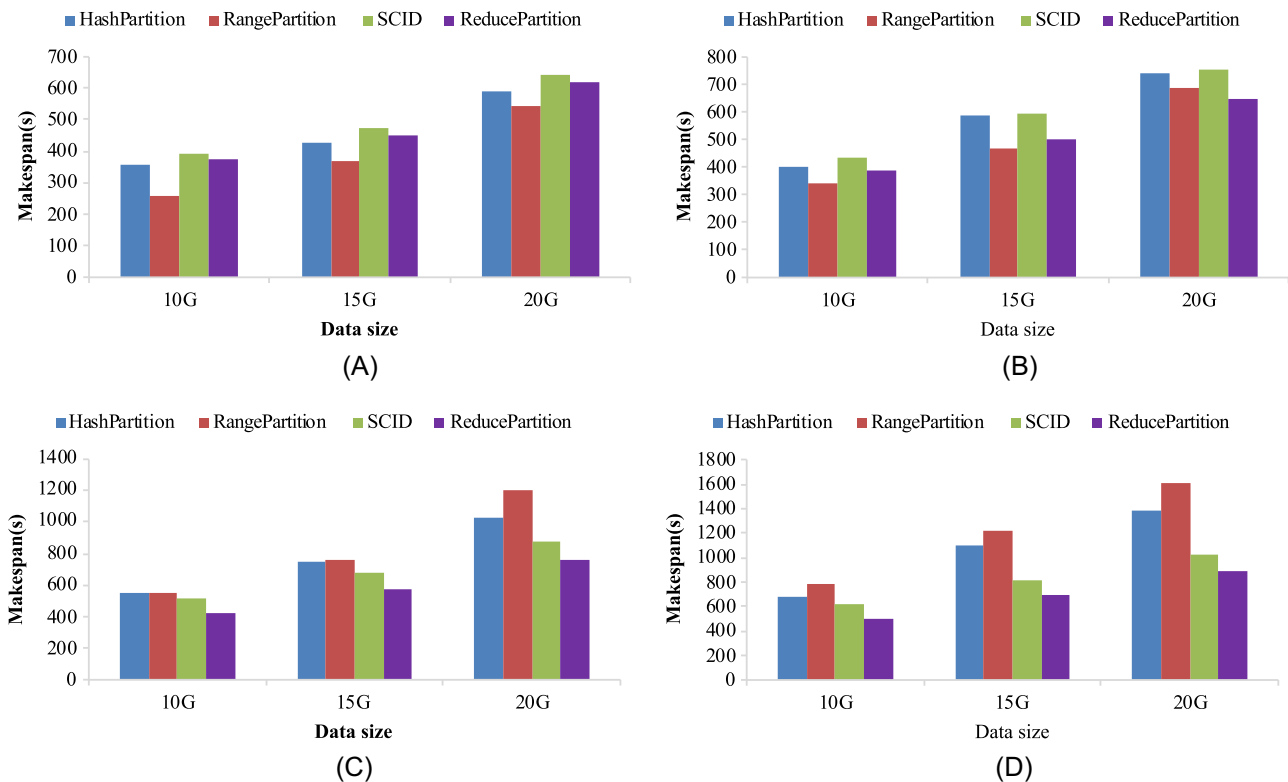 HashPartition RangePartition SCID ReducePartition
700
600
500
400
300
200
100
0
Makespan(s)
10G 15G 20G
Data size
(A)
HashPartition RangePartition SCID ReducePartition
800
700
600
500
400
300
200
100
0
Makespan(s)
10G 15G 20G
Data size
(B)
HashPartition RangePartition SCID ReducePartition
1400
1200
1000
800
600
400
200
0
Makespan(s)
10G 15G 20G
Data size
(C)
HashPartition RangePartition SCID ReducePartition
1800
1600
1400
1200
1000
800
600
400
200
0
Makespan(s)
10G 15G 20G
Data size
(D)